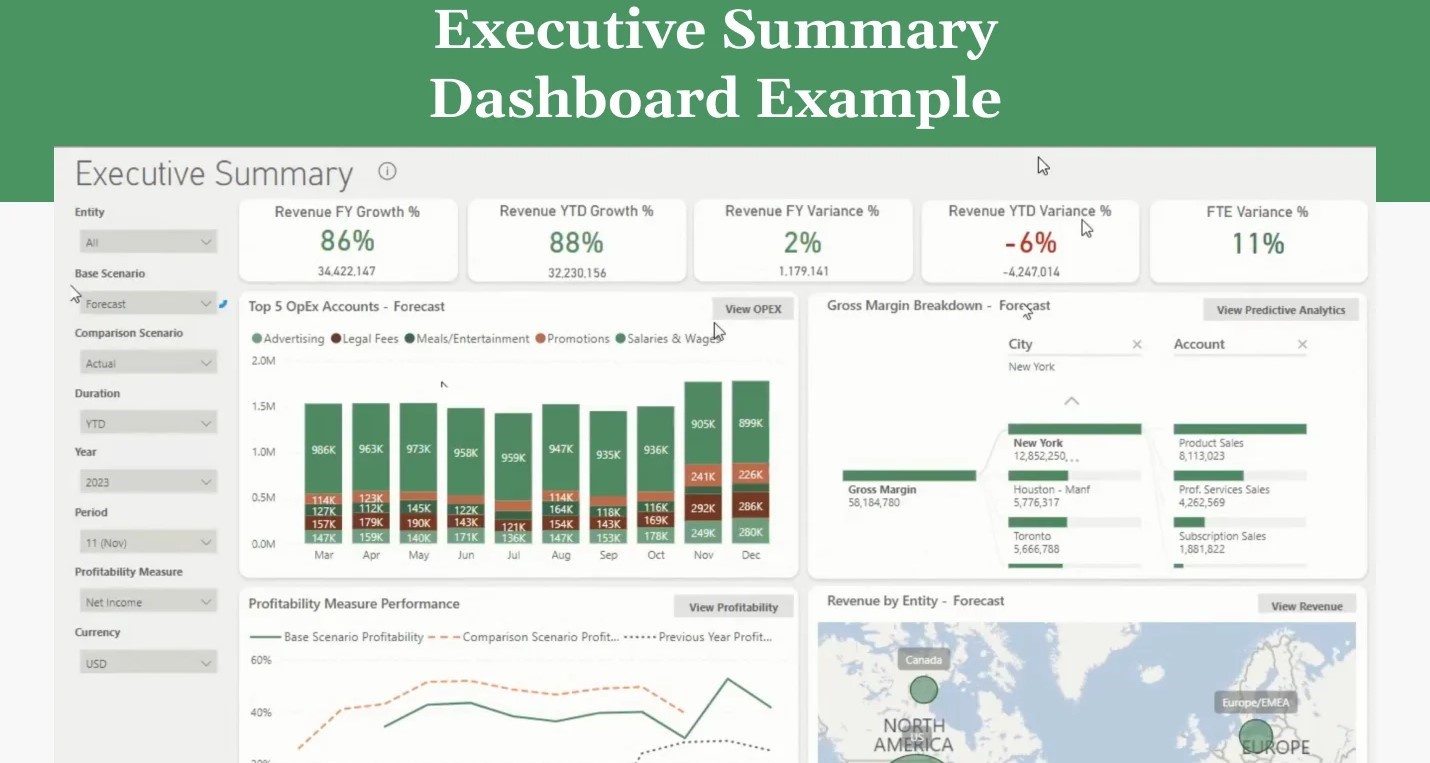 Executive Summary
Dashboard Example
Executive Summary
Entity
All
Base Scenario
Forecast
Comparison Scenario
Actual
Duration
YTD
Year
2023
Period
11 (Nov)
Profitability Measure
Net Income
Currency
USD
Revenue FY Growth %
86%
34,422,147
Revenue YTD Growth %
88%
32,230,156
Revenue FY Variance %
2%
1,179,141
Revenue YTD Variance %
-6%
-4,247,014
FTE Variance %
11%
Top 5 OpEx Accounts - Forecast
View OPEX
Advertising Legal Fees Meals/Entertainment Promotions Salaries & Wages
2.0M
1.5M
1.0M
0.5M
0.0M
986K 963K 973K 958K 959K 947K 935K 936K 905K 899K
114K 123K 114K 241K 226K
127K 112K 145K 122K 164K 118K 116K
157K 179K 190K 143K 121K 154K 143K 169K 292K 286K
147K 159K 140K 171K 136K 147K 153K 178K 249K 280K
Mar Apr May Jun Jul Aug Sep Oct Nov Dec
Gross Margin Breakdown - Forecast
View Predictive Analytics
City
New York
Account
Gross Margin
58,184,780
New York
12,852,250...
Houston - Manf
5,776,317
Toronto
5,666,788
Product Sales
8,113,023
Prof. Services Sales
4,262,569
Subscription Sales
1,881,822
Profitability Measure Performance
View Profitability
Base Scenario Profitability Comparison Scenario Profit... Previous Year Profit...
60%
40%
Revenue by Entity - Forecast
View Revenue
Canada
NORTH
AMERICA
US
Europe/EMEA
EUROPE